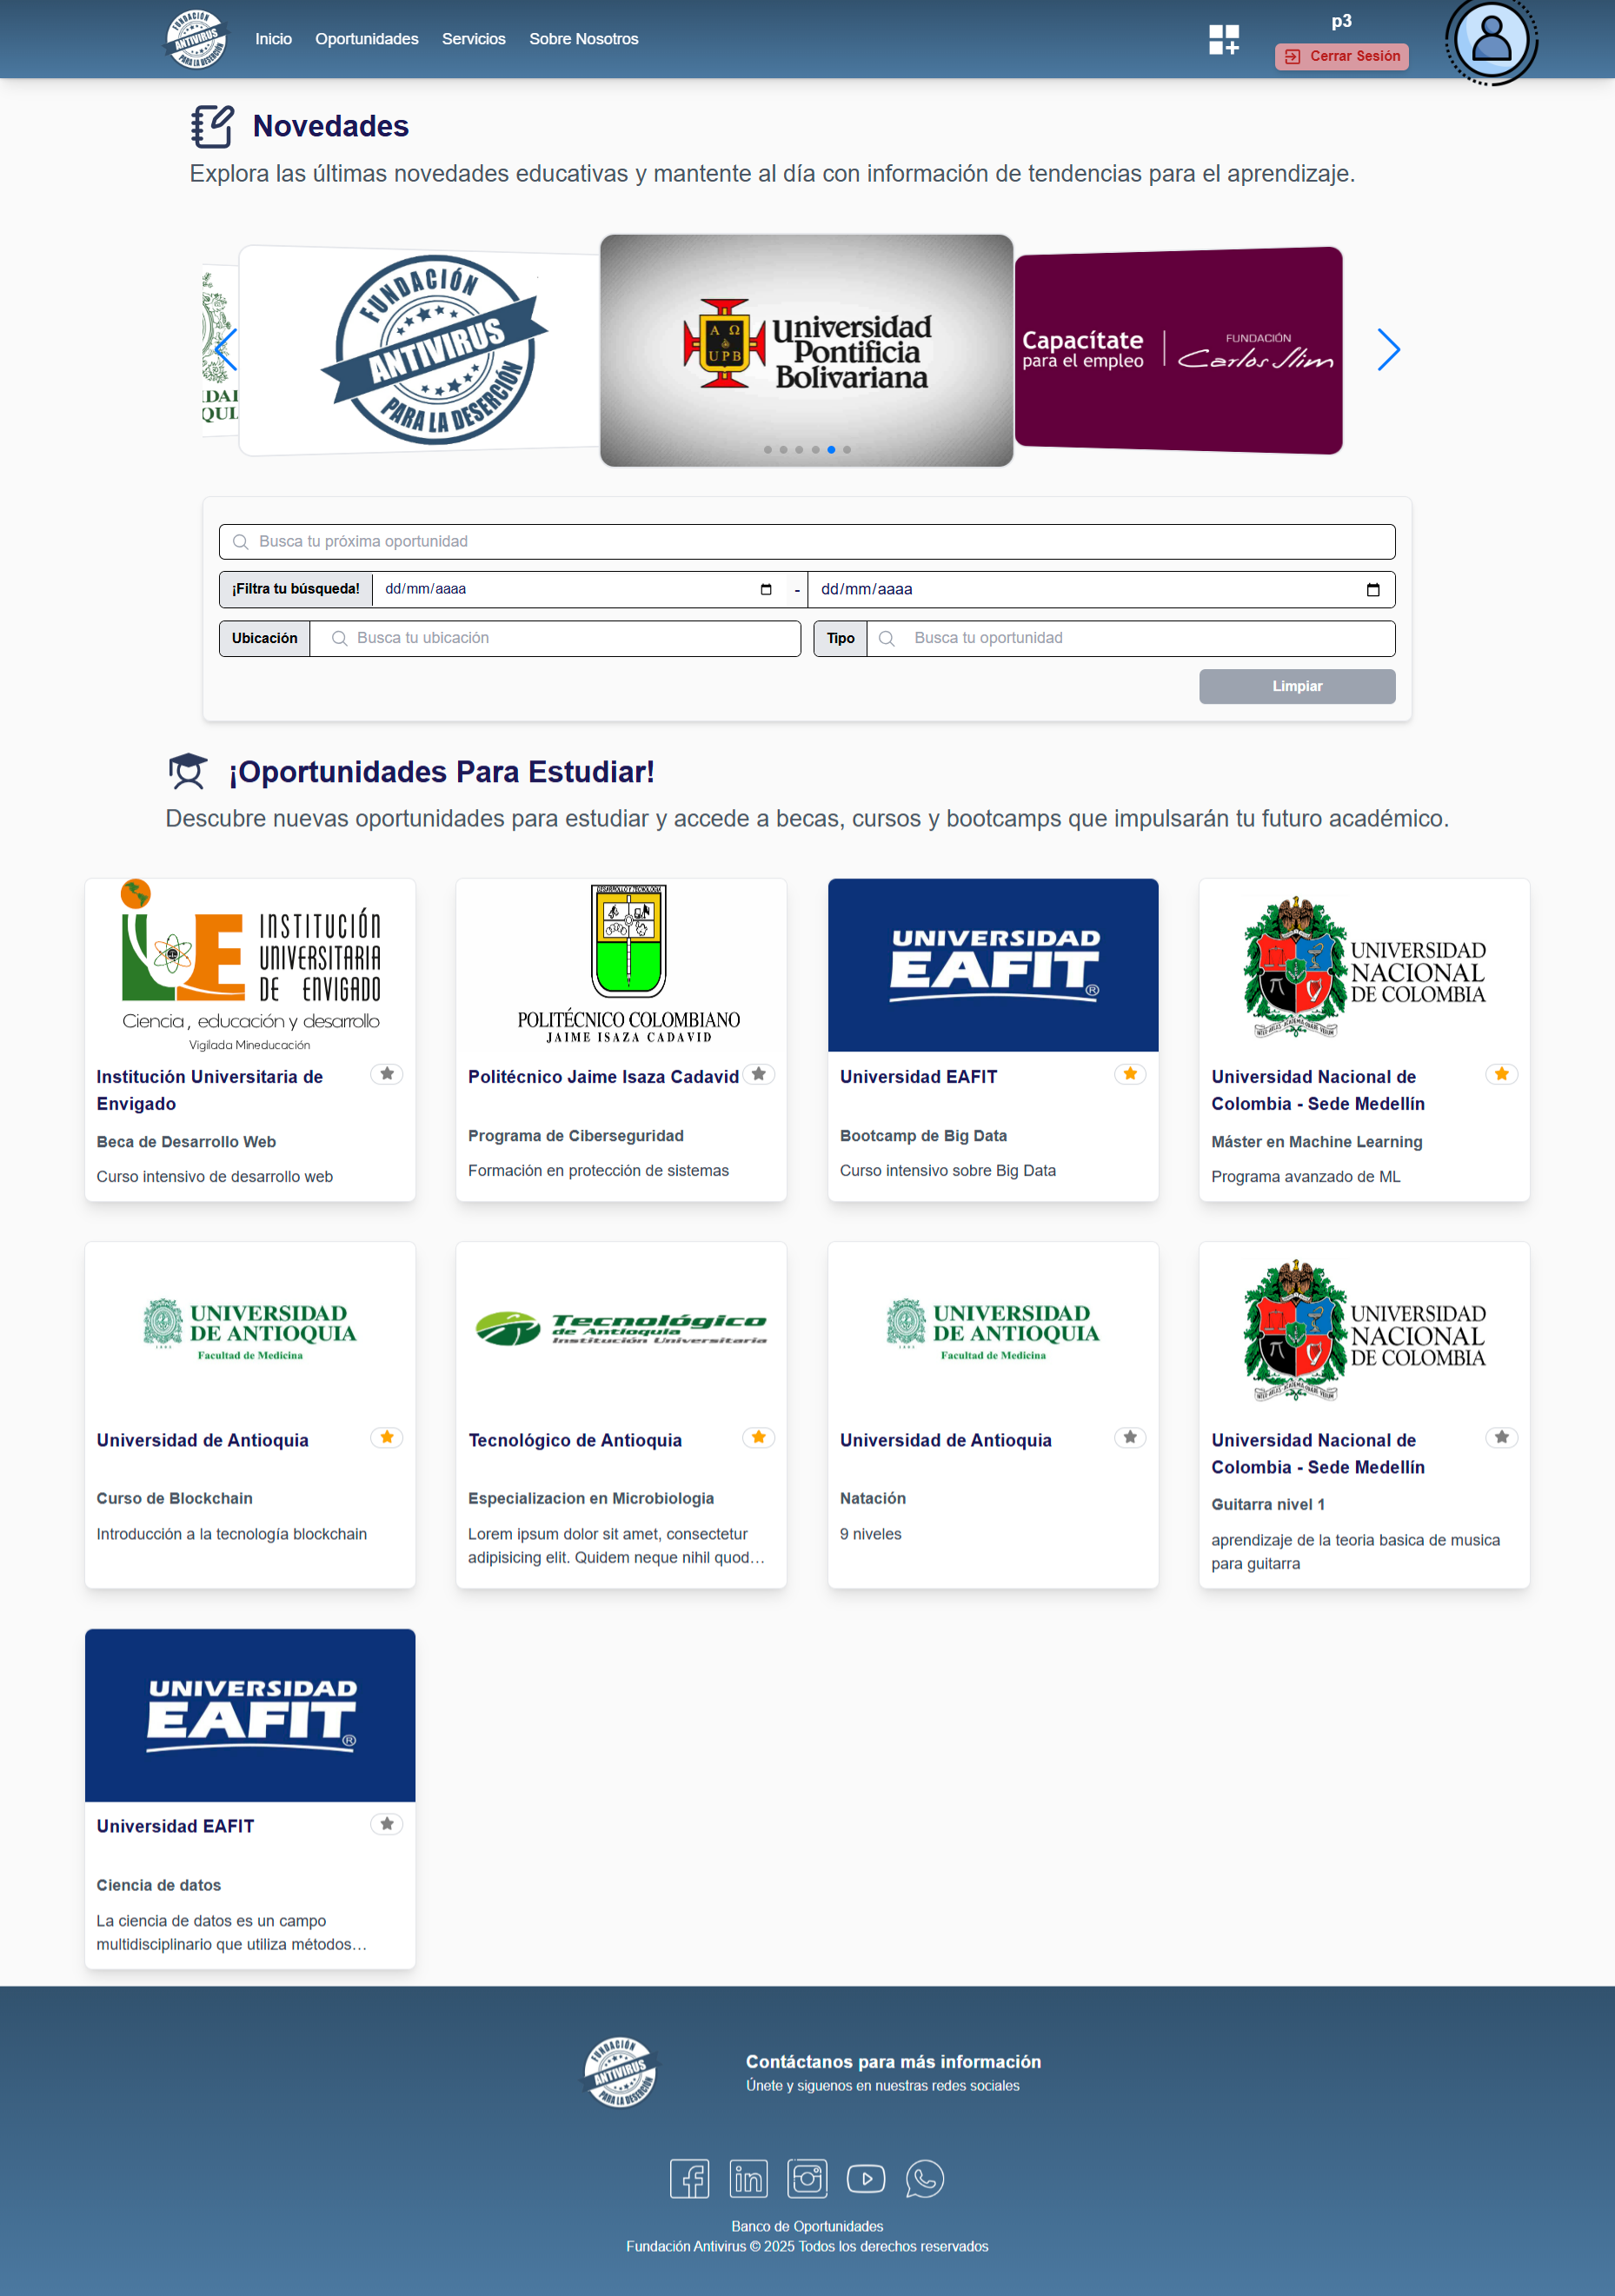 FUNDACIÓN
ANTIVIRUS
PARA LA DESERCIÓN
Inicio
Oportunidades
Servicios
Sobre Nosotros
p3
Cerrar Sesión
Novedades
Explora las últimas novedades educativas y mantente al día con información de tendencias para el aprendizaje.
FUNDACIÓN
ANTIVIRUS
PARA LA DESERCIÓN
Α Ω
UPB
Universidad
Pontificia
Bolivariana
Capacítate
para el empleo
FUNDACIÓN
Carlos Slim
Busca tu próxima oportunidad
¡Filtra tu búsqueda!
dd/mm/aaaa
-
dd/mm/aaaa
Ubicación
Busca tu ubicación
Tipo
Busca tu oportunidad
Limpiar
¡Oportunidades Para Estudiar!
Descubre nuevas oportunidades para estudiar y accede a becas, cursos y bootcamps que impulsarán tu futuro académico.
INSTITUCIÓN
UNIVERSITARIA
DE ENVIGADO
Ciencia, educación y desarrollo
Vigilada Mineducación
Institución Universitaria de
Envigado
Beca de Desarrollo Web
Curso intensivo de desarrollo web
DESARROLLO Y TECNOLOGIA
POLITÉCNICO COLOMBIANO
JAIME ISAZA CADAVID
Politécnico Jaime Isaza Cadavid
Programa de Ciberseguridad
Formación en protección de sistemas
UNIVERSIDAD
EAFIT®
Universidad EAFIT
Bootcamp de Big Data
Curso intensivo sobre Big Data
UNIVERSIDAD
NACIONAL
DE COLOMBIA
Universidad Nacional de
Colombia - Sede Medellín
Máster en Machine Learning
Programa avanzado de ML
UNIVERSIDAD
DE ANTIOQUIA
1803
Facultad de Medicina
Universidad de Antioquia
Curso de Blockchain
Introducción a la tecnología blockchain
Tecnológico
de Antioquia
Institución Universitaria
Tecnológico de Antioquia
Especializacion en Microbiologia
Lorem ipsum dolor sit amet, consectetur
adipisicing elit. Quidem neque nihil quod…
UNIVERSIDAD
DE ANTIOQUIA
1803
Facultad de Medicina
Universidad de Antioquia
Natación
9 niveles
UNIVERSIDAD
NACIONAL
DE COLOMBIA
Universidad Nacional de
Colombia - Sede Medellín
Guitarra nivel 1
aprendizaje de la teoria basica de musica
para guitarra
UNIVERSIDAD
EAFIT®
Universidad EAFIT
Ciencia de datos
La ciencia de datos es un campo
multidisciplinario que utiliza métodos…
FUNDACIÓN
ANTIVIRUS
PARA LA DESERCIÓN
Contáctanos para más información
Únete y siguenos en nuestras redes sociales
Banco de Oportunidades
Fundación Antivirus © 2025 Todos los derechos reservados